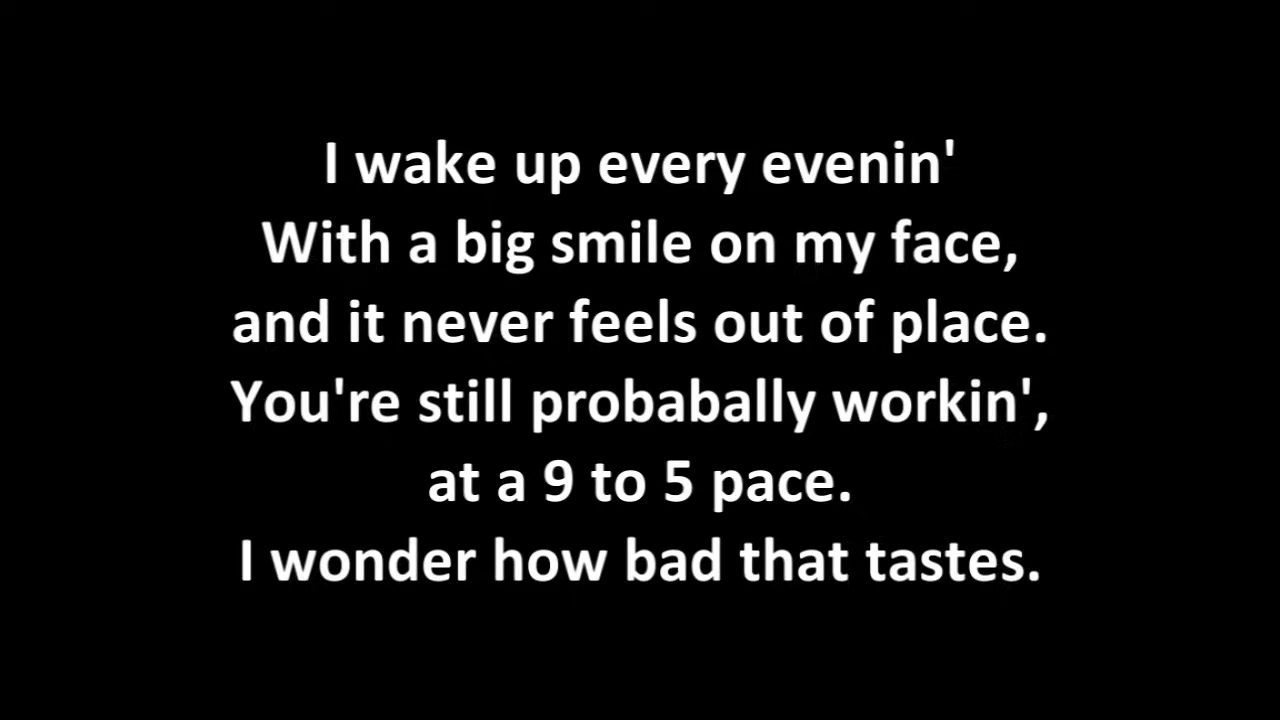 I wake up every evenin'
With a big smile on my face,
and it never feels out of place.
You're still probabally workin',
at a 9 to 5 pace.
I wonder how bad that tastes.